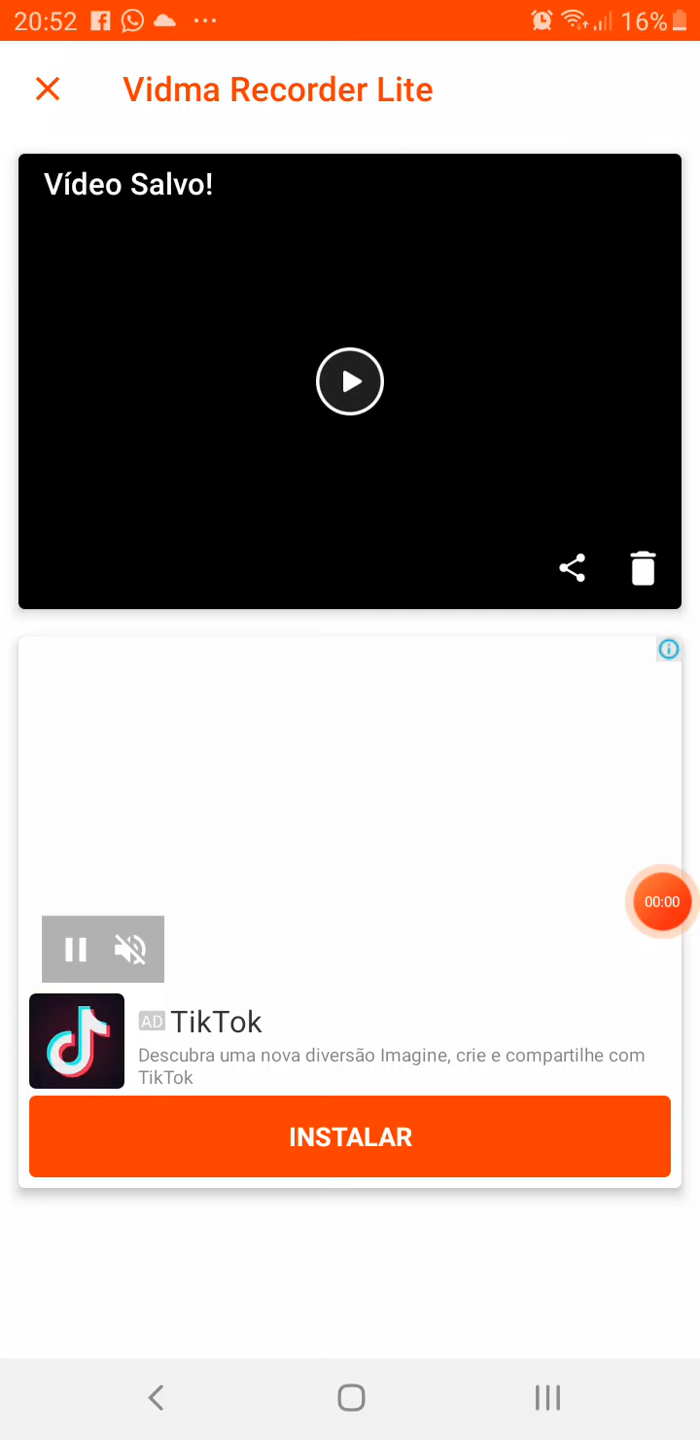 20:52
16%
Vidma Recorder Lite
Vídeo Salvo!
00:00
AD TikTok
Descubra uma nova diversão Imagine, crie e compartilhe com
TikTok
INSTALAR